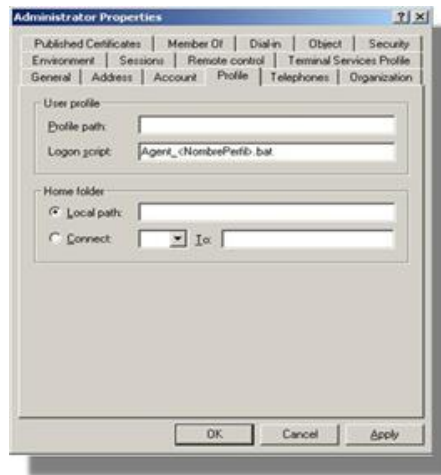 Administrator Properties
Published Certificates Member Of Dial-in Object Security
Environment Sessions Remote control Terminal Services Profile
General Address Account Profile Telephones Organization
User profile
Profile path:
Logon script: Agent_<NombrePerfil>.bat
Home folder
Local path:
Connect: To:
OK Cancel Apply